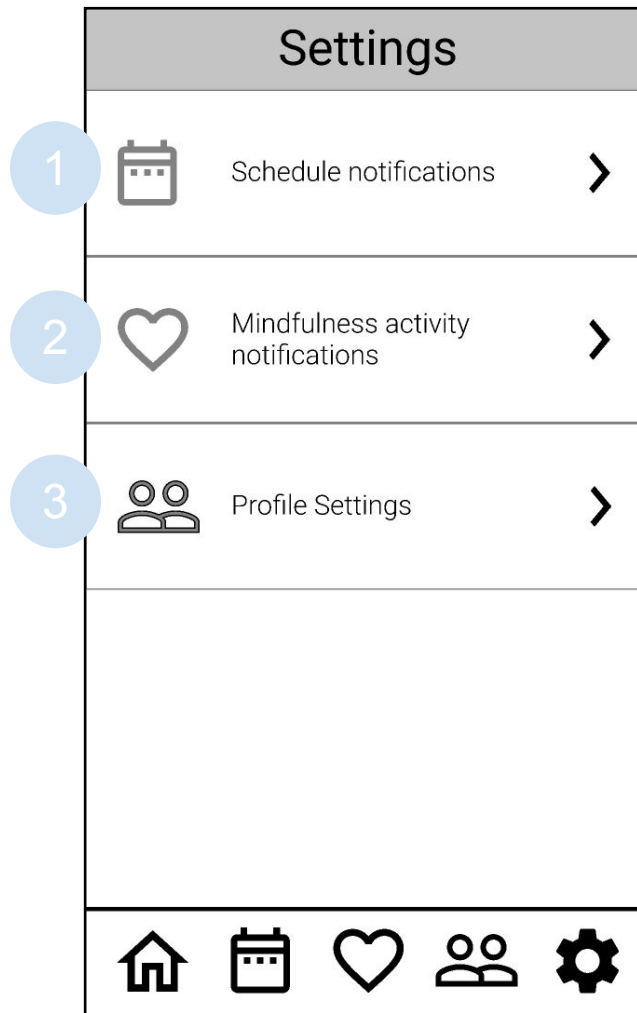 Settings
1
Schedule notifications
2
Mindfulness activity
notifications
3
Profile Settings